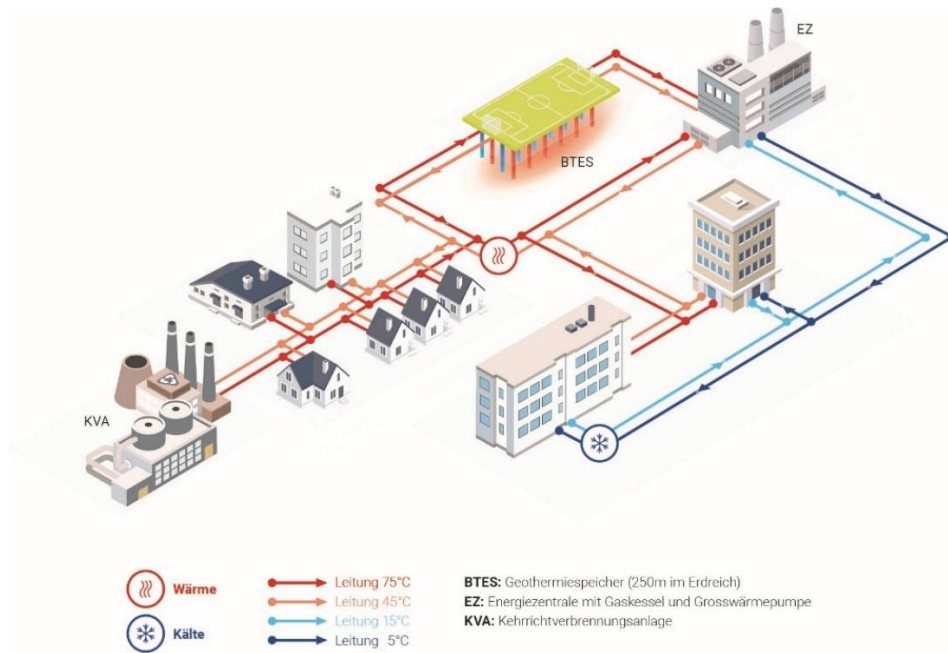 EZ
BTES
KVA
Wärme
Kälte
Leitung 75°C
Leitung 45°C
Leitung 15°C
Leitung 5°C
BTES: Geothermiespeicher (250m im Erdreich)
EZ: Energiezentrale mit Gaskessel und Grosswärmepumpe
KVA: Kehrrichtverbrennungsanlage